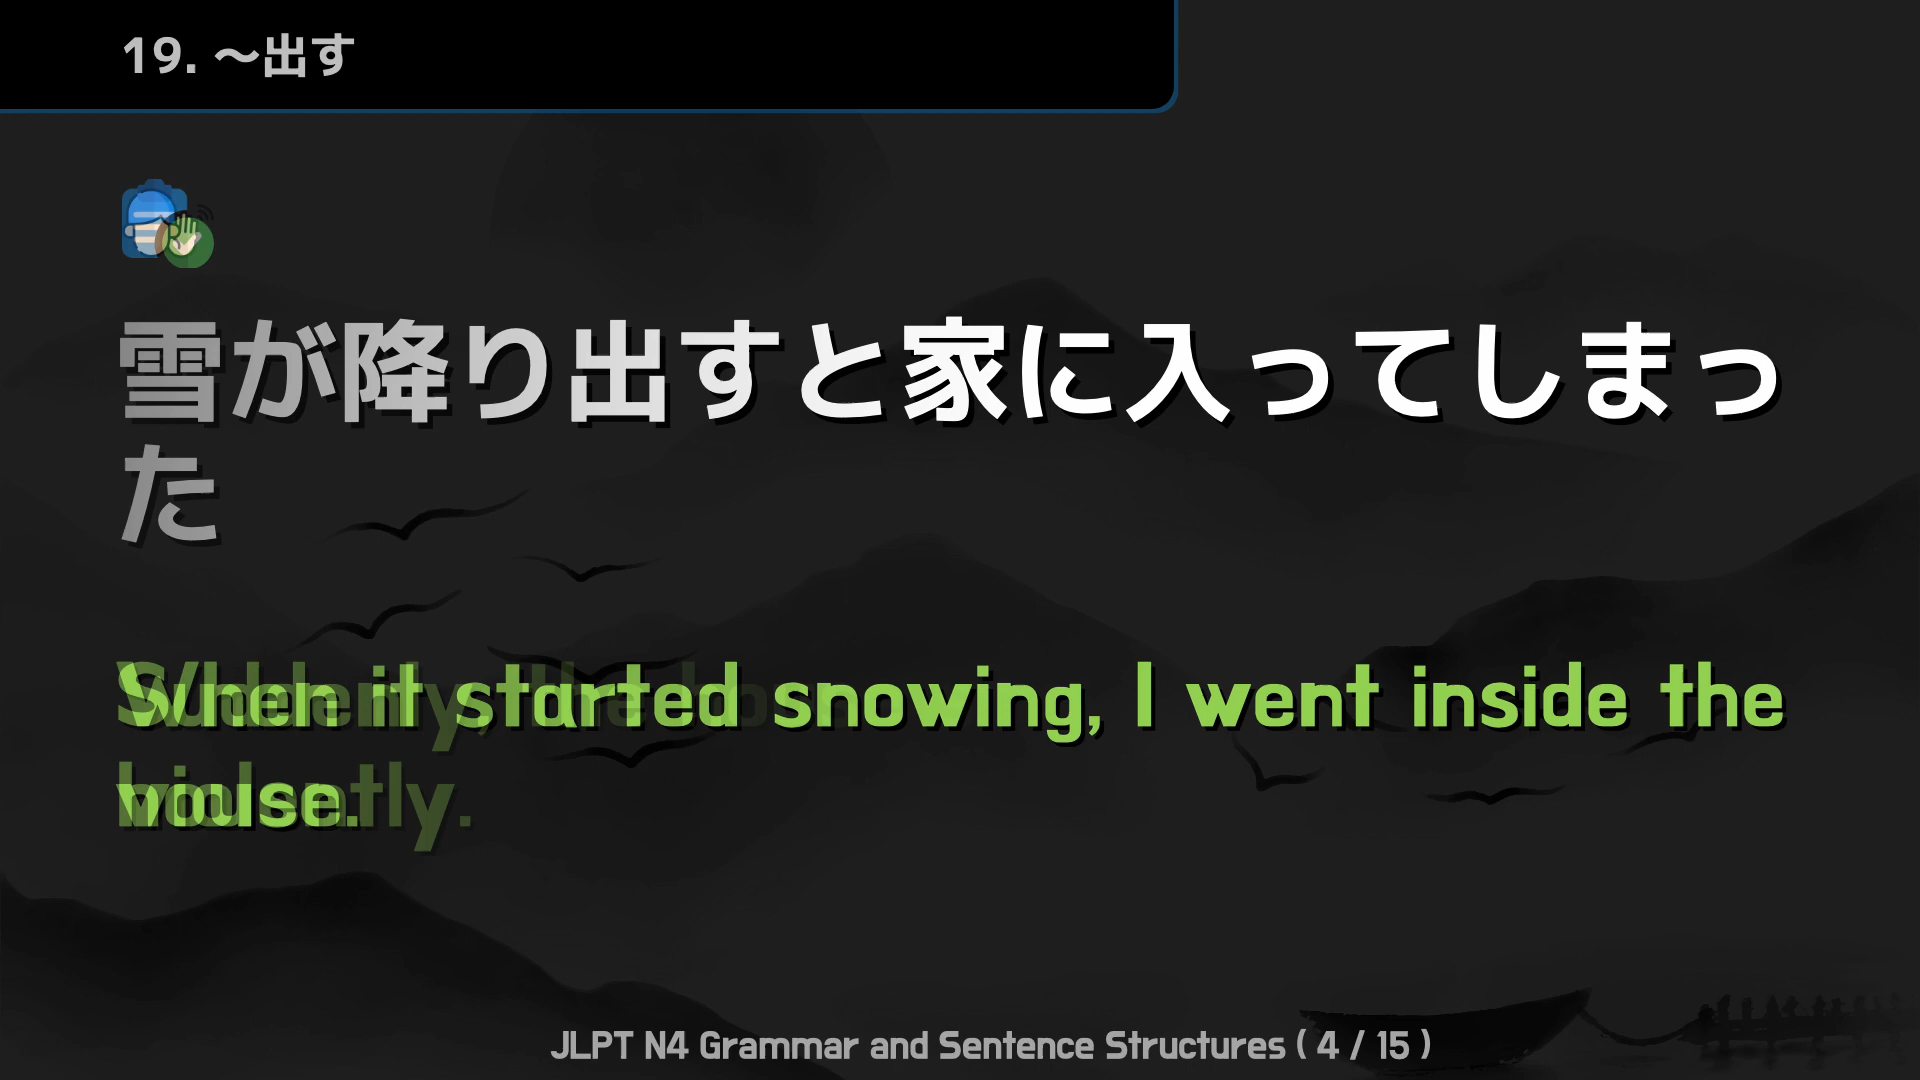 19. ～出す
雪が降り出すと家に入ってしまっ
た
When it started snowing, I went inside the
house.
JLPT N4 Grammar and Sentence Structures ( 4 / 15 )